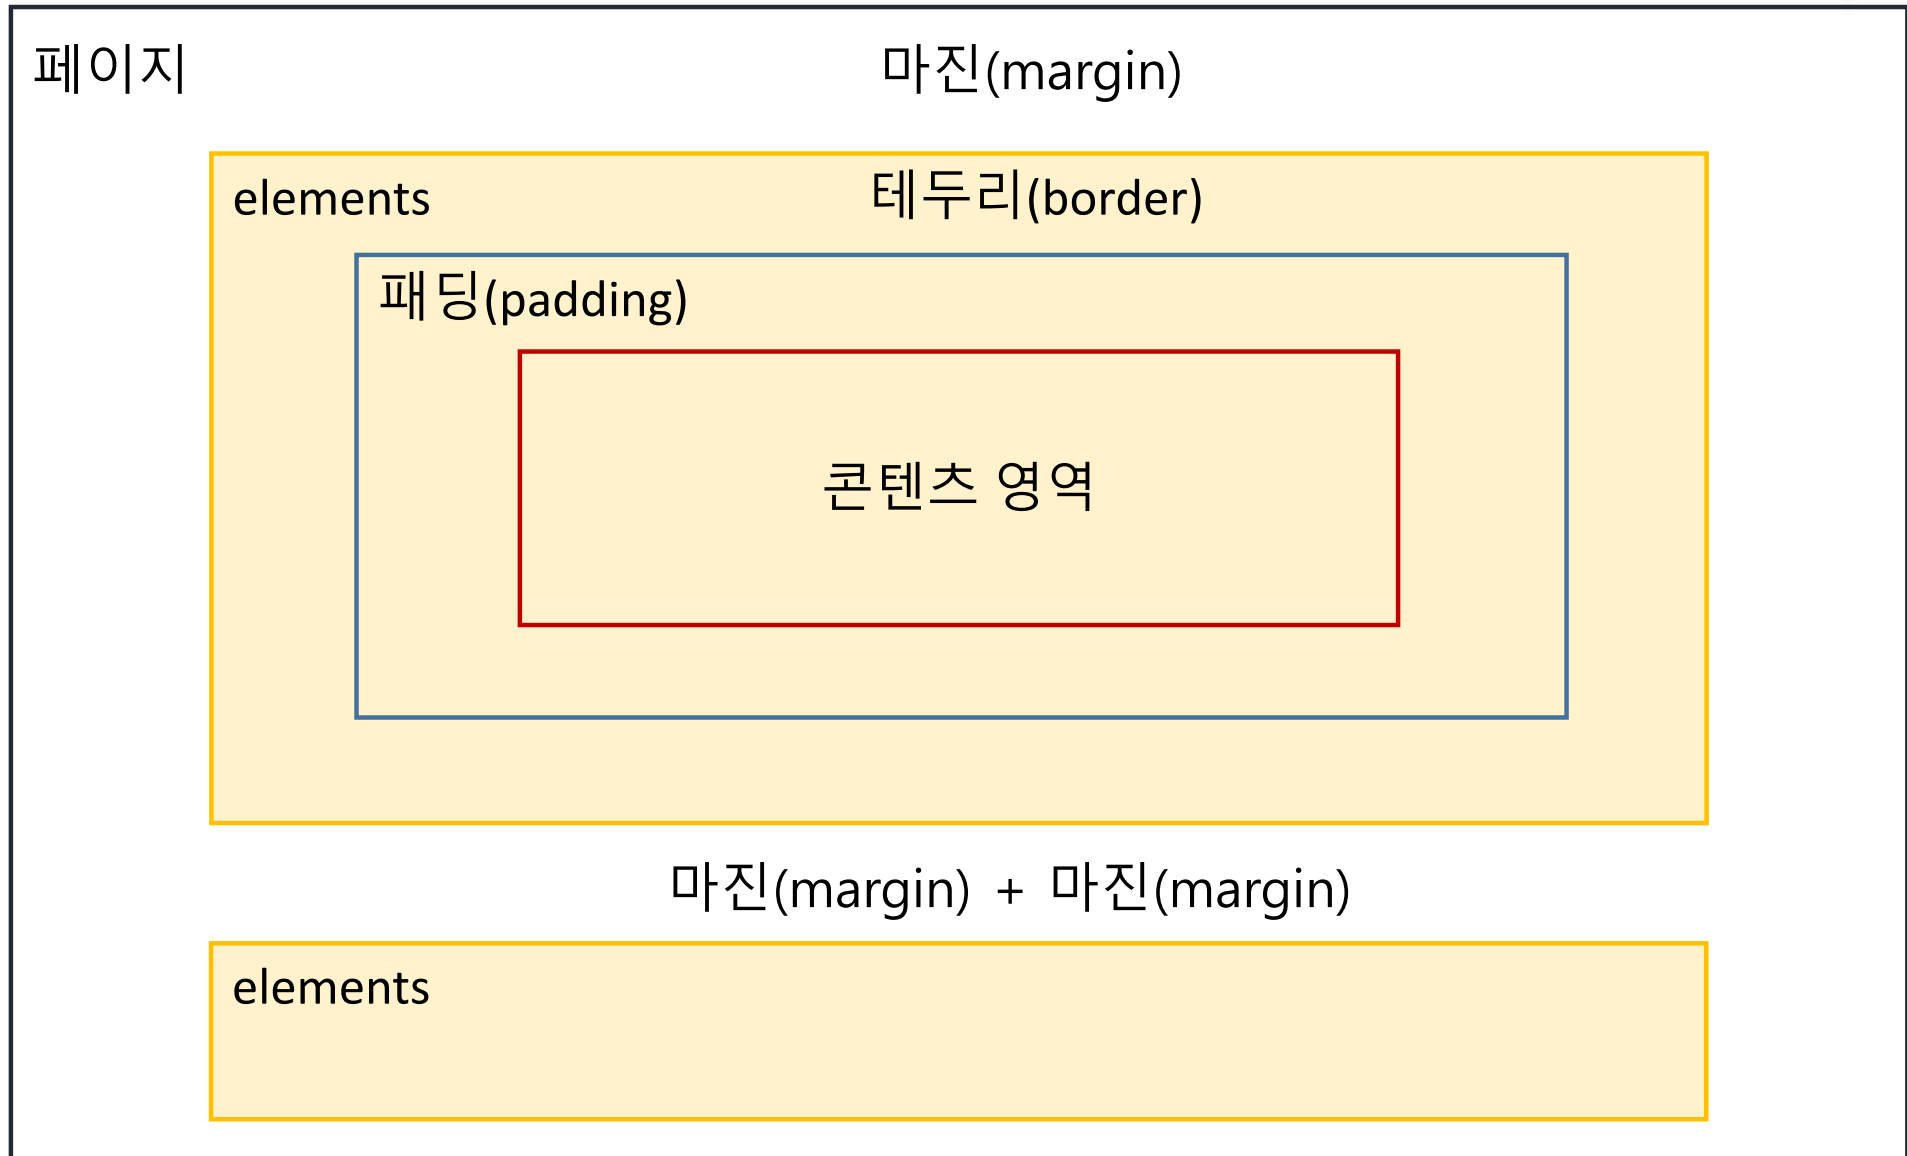 페이지
마진(margin)
elements
테두리(border)
패딩(padding)
콘텐츠 영역
마진(margin) + 마진(margin)
elements